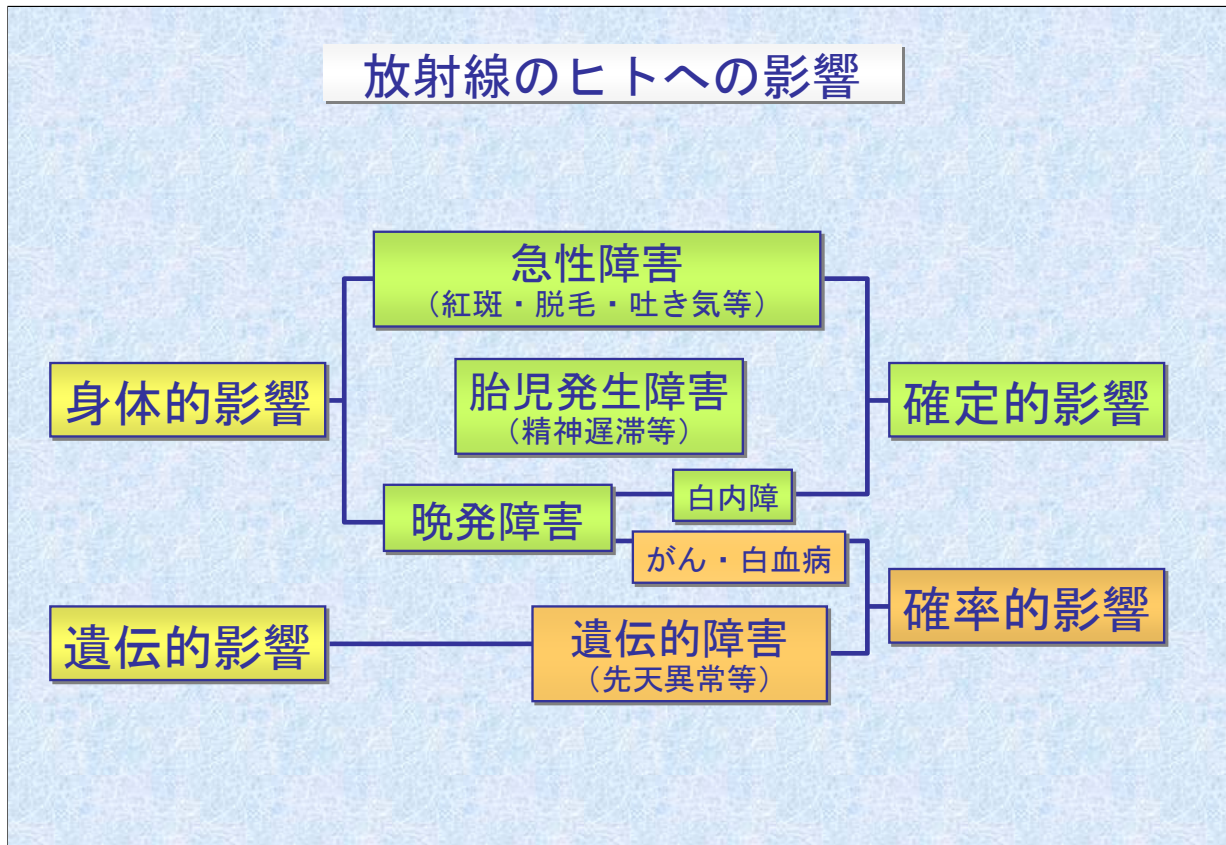 放射線のヒトへの影響
急性障害
（紅斑・脱毛・吐き気等）
身体的影響
胎児発生障害
（精神遅滞等）
確定的影響
晩発障害
白内障
がん・白血病
確率的影響
遺伝的影響
遺伝的障害
（先天異常等）